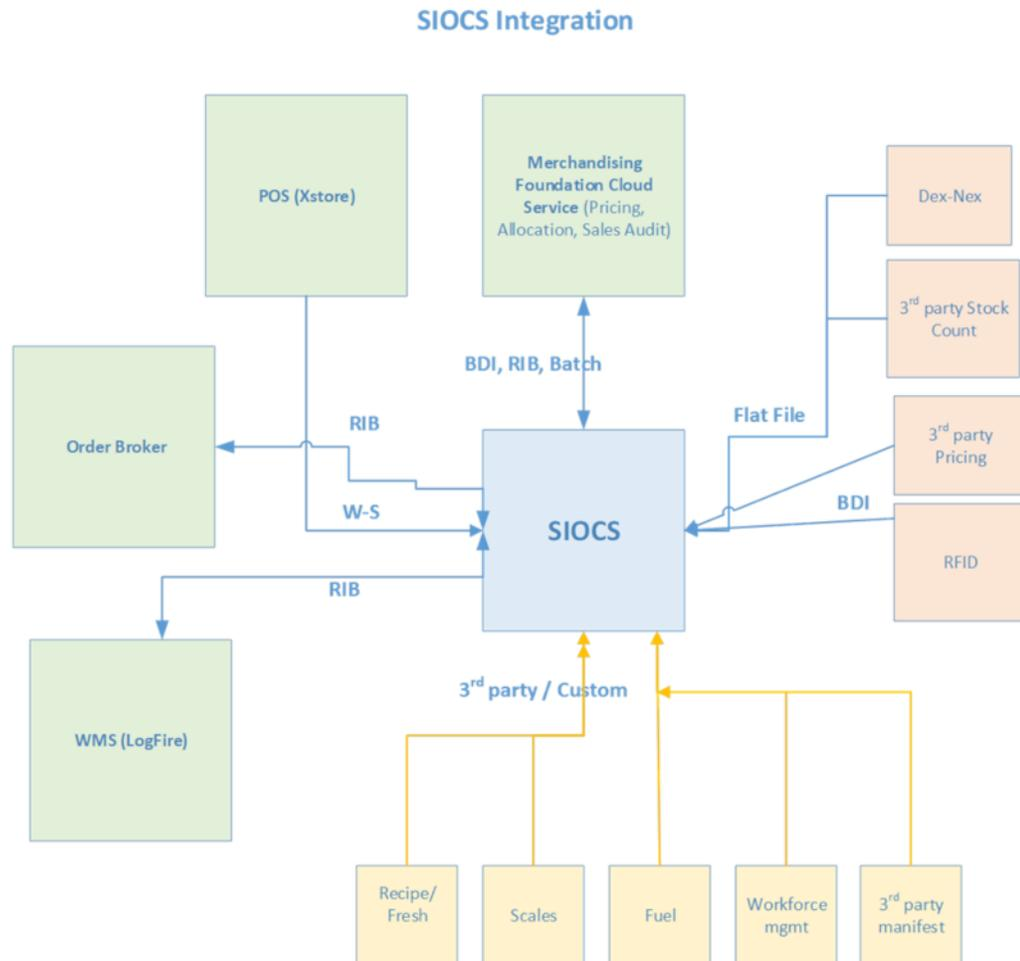 SIOCS Integration
POS (Xstore)
Merchandising
Foundation Cloud
Service (Pricing,
Allocation, Sales Audit)
Dex-Nex
3rd party Stock
Count
BDI, RIB, Batch
Flat File
RIB
Order Broker
3rd party
Pricing
BDI
W-S
SIOCS
RFID
RIB
3rd party / Custom
WMS (LogFire)
Recipe/
Fresh
Scales
Fuel
Workforce
mgmt
3rd party
manifest